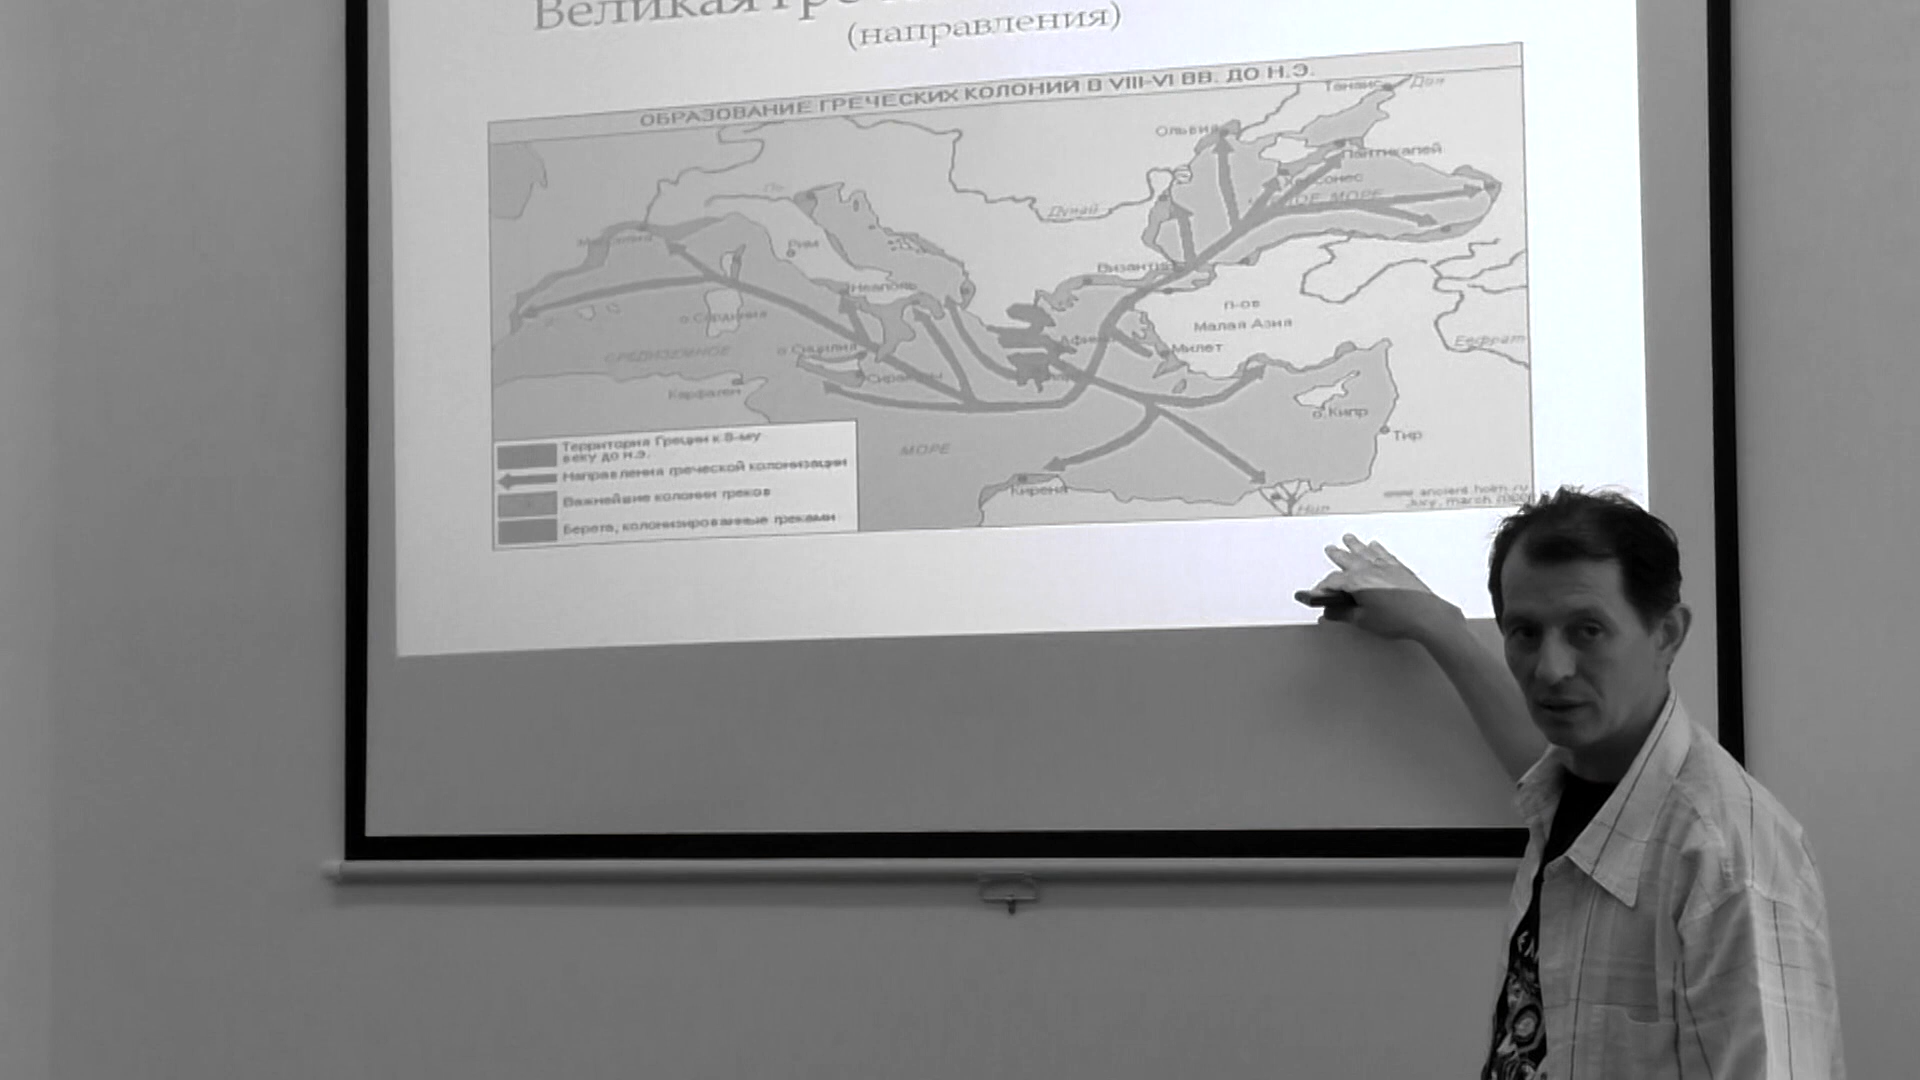 Великая
(направления)
ОБРАЗОВАНИЕ ГРЕЧЕСКИХ КОЛОНИЙ В VIII-VI ВВ. ДО Н.Э.
Танаис
Дон
Ольвия
Пантикапей
Дунай
По
Рим
Византий
Неаполь
п-ов
Малая Азия
о.Сардиния
Милет
Евфрат
СРЕДИЗЕМНОЕ
о.Сицилия
Сиракузы
Карфаген
о.Кипр
Тир
МОРЕ
Кирена
Нил
Территория Греции к 8-му
веку до н.э.
Направления греческой колонизации
Важнейшие колонии греков
Берега, колонизированные греками